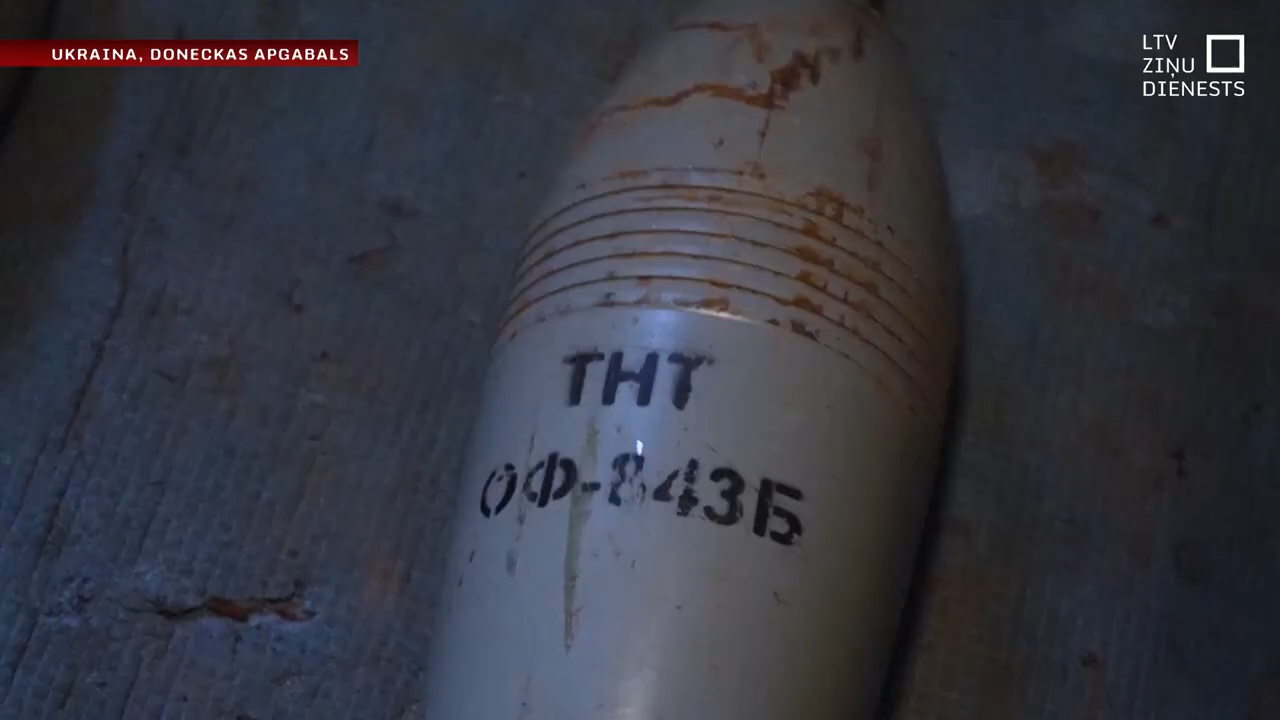 UKRAINA, DONECKAS APGABALS
LTV
ZIŅU
DIENESTS
ТНТ
ОФ-843Б